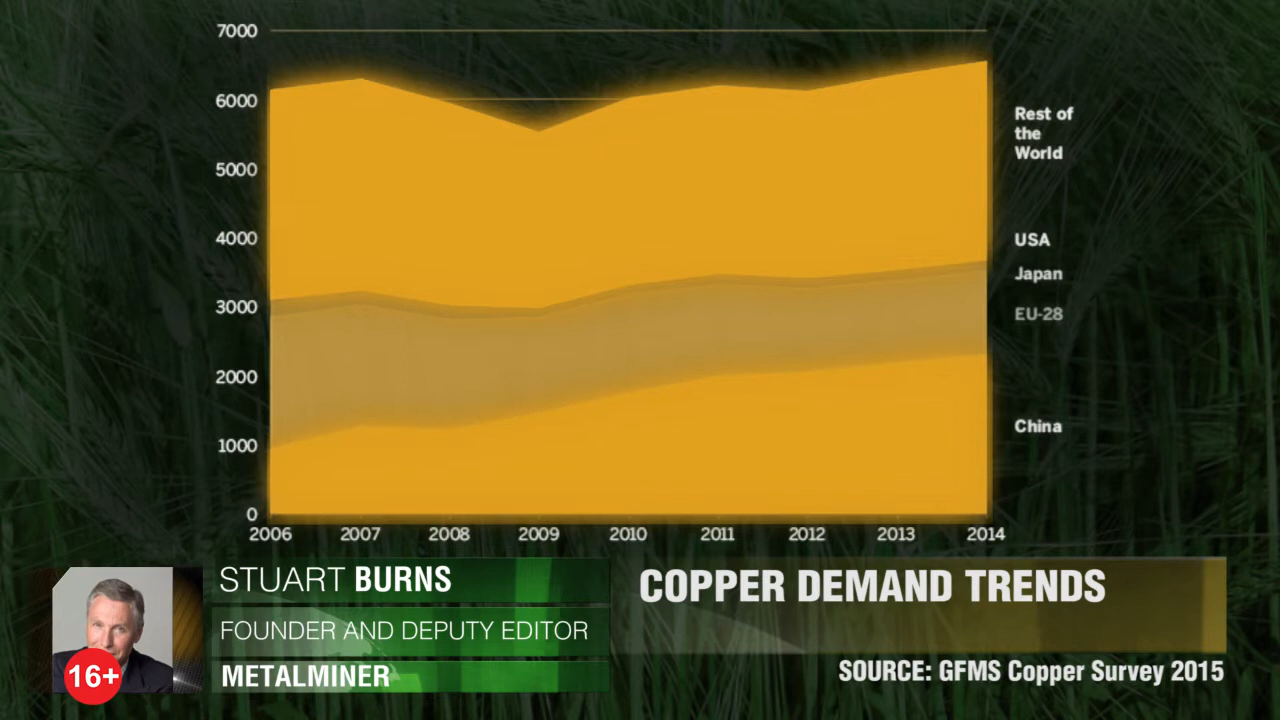 7000
6000
5000
4000
3000
2000
1000
0
2006 2007 2008 2009 2010 2011 2012 2013 2014
Rest of
the
World
USA
Japan
EU-28
China
STUART BURNS
FOUNDER AND DEPUTY EDITOR
METALMINER
16+
COPPER DEMAND TRENDS
SOURCE: GFMS Copper Survey 2015